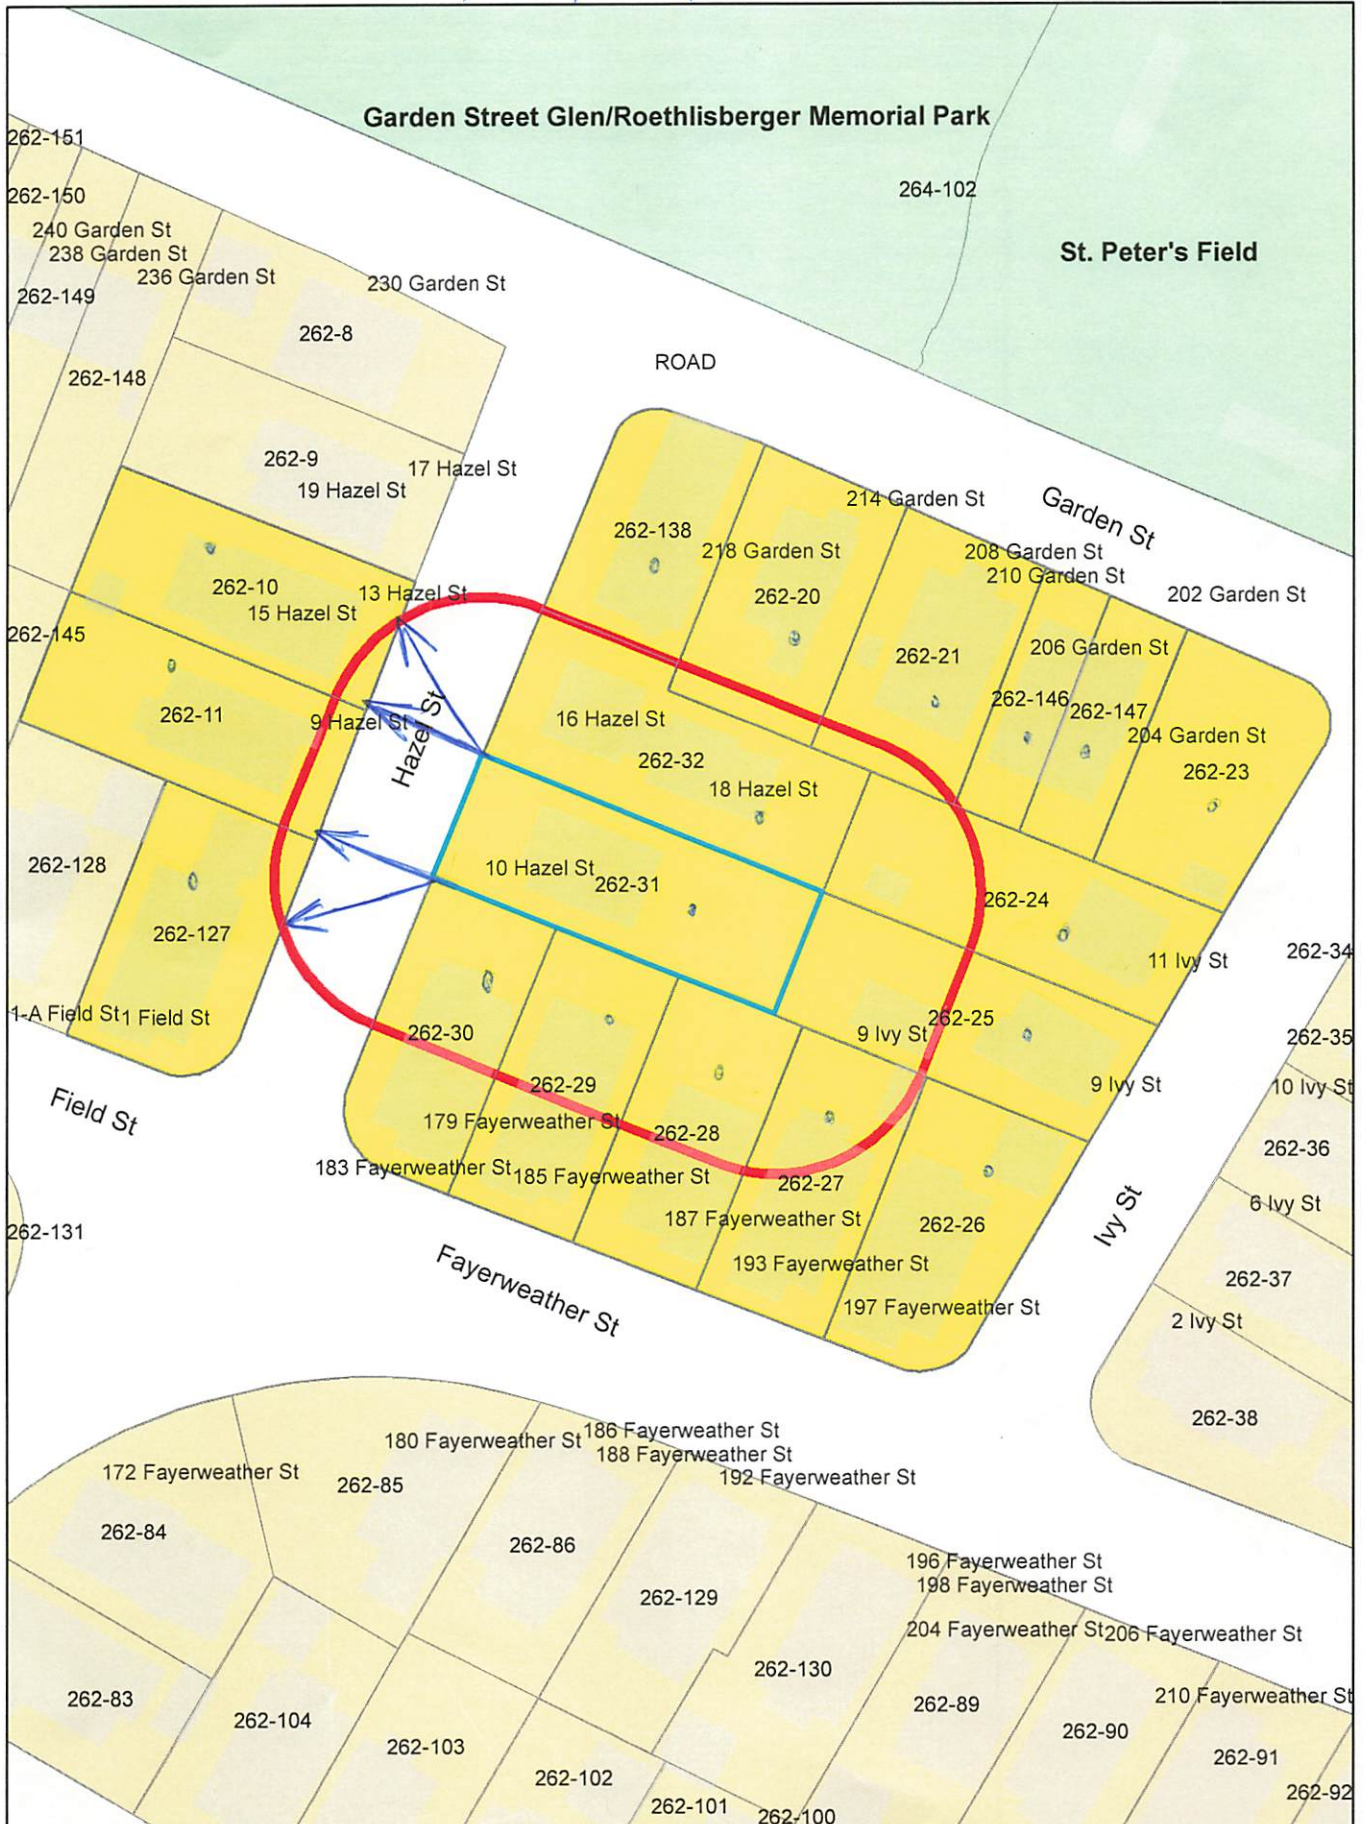 Garden Street Glen/Roethlisberger Memorial Park
262-151
264-102
262-150
240 Garden St
238 Garden St
St. Peter's Field
236 Garden St
230 Garden St
262-149
262-8
ROAD
262-148
262-9
17 Hazel St
19 Hazel St
214 Garden St
Garden St
262-138
218 Garden St
208 Garden St
210 Garden St
262-10
13 Hazel St
262-20
202 Garden St
15 Hazel St
262-145
206 Garden St
262-21
262-146
262-11
9 Hazel St
Hazel St
16 Hazel St
262-147
204 Garden St
262-32
262-23
18 Hazel St
262-128
10 Hazel St
262-31
262-24
262-127
11 Ivy St
262-34
1-A Field St
1 Field St
262-30
9 Ivy St
262-25
262-35
Field St
262-29
9 Ivy St
10 Ivy St
179 Fayerweather St
262-28
262-36
183 Fayerweather St
185 Fayerweather St
262-27
6 Ivy St
Ivy St
262-131
187 Fayerweather St
262-26
Fayerweather St
193 Fayerweather St
262-37
197 Fayerweather St
2 Ivy St
262-38
180 Fayerweather St
186 Fayerweather St
188 Fayerweather St
172 Fayerweather St
192 Fayerweather St
262-85
262-84
262-86
196 Fayerweather St
198 Fayerweather St
262-129
204 Fayerweather St
206 Fayerweather St
262-130
262-83
262-89
210 Fayerweather St
262-104
262-90
262-103
262-91
262-102
262-92
262-101
262-100